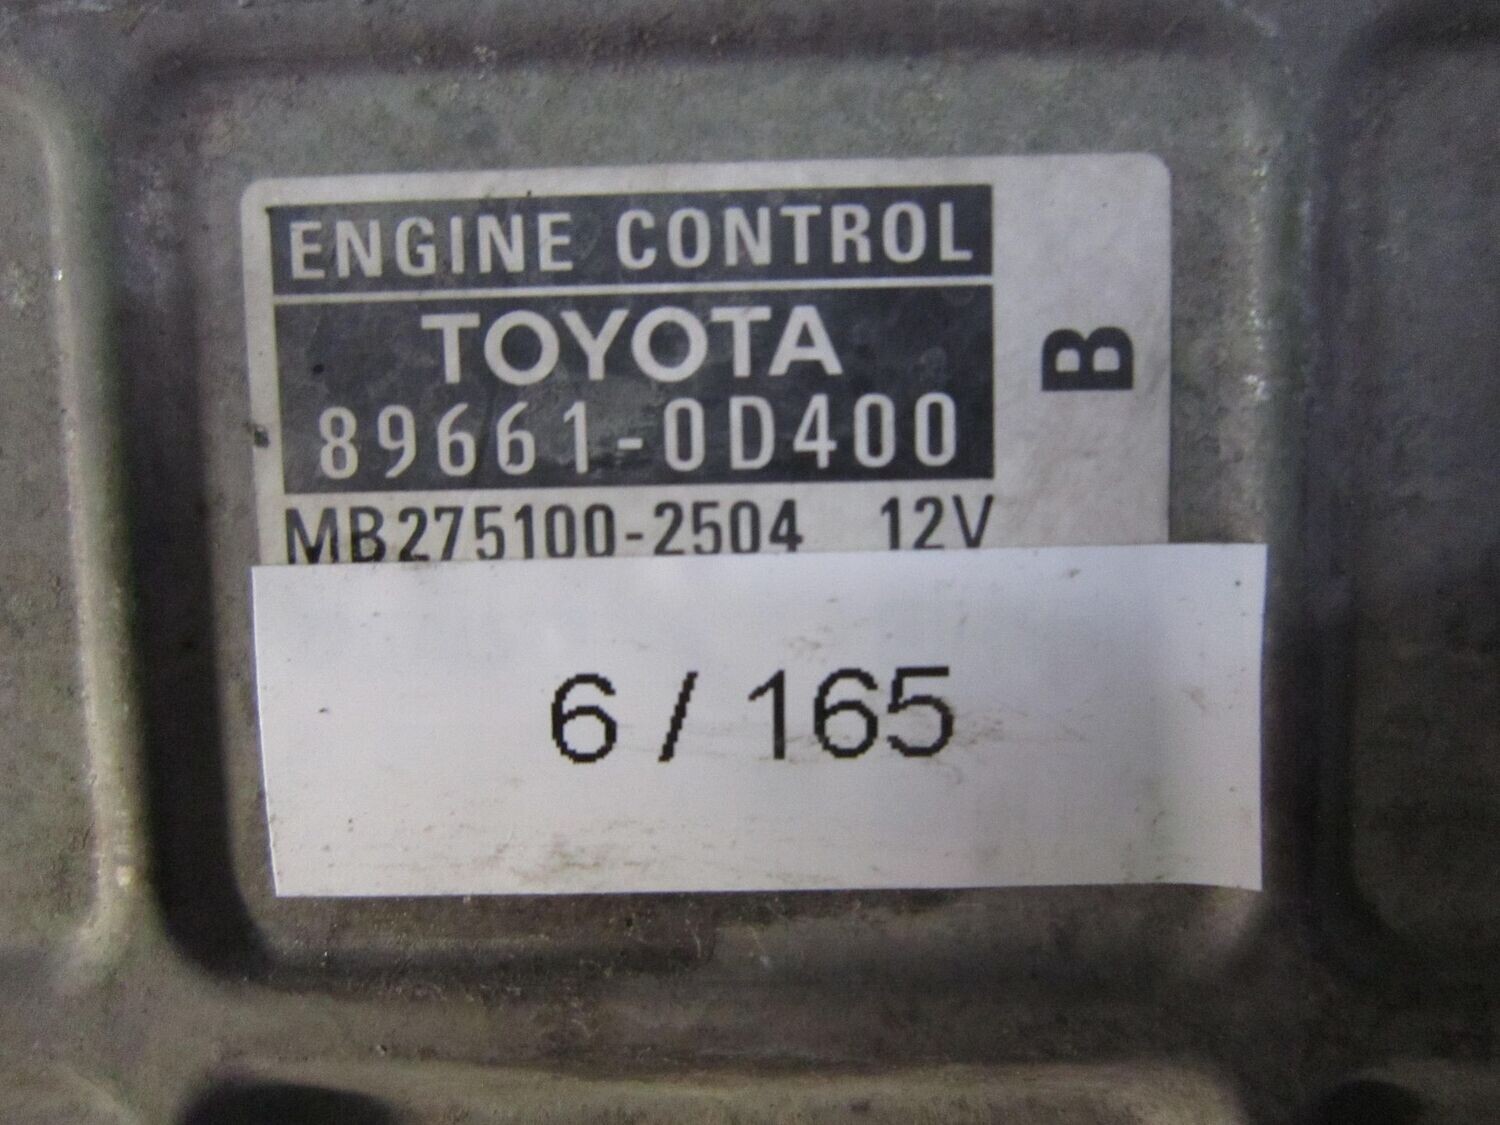 ENGINE CONTROL
TOYOTA
89661-0D400
B
MB275100-2504 12V
6 / 165